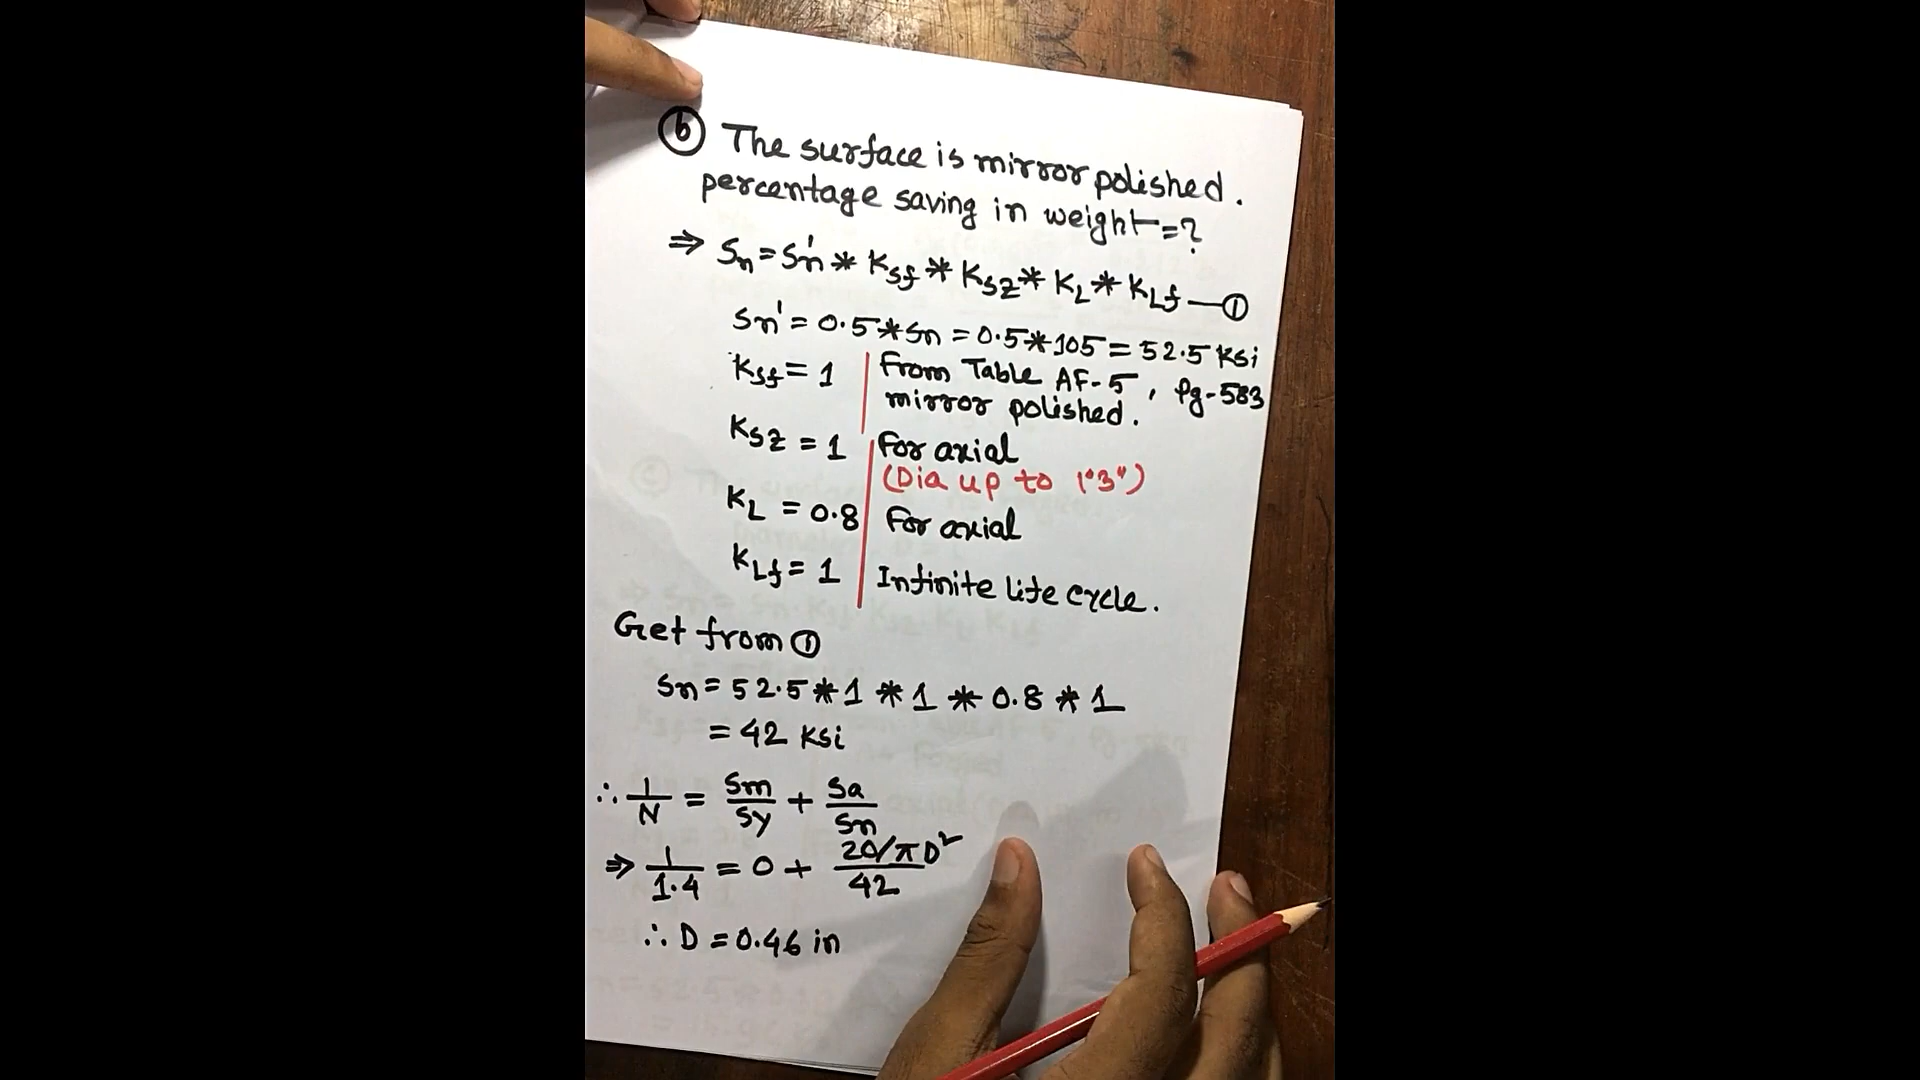 ⓑ The surface is mirror polished.
percentage saving in weight = ?
⇒ Sn = Sn' * Ksf * Ksz * KL * KLf — ①
Sn' = 0.5 * Sn = 0.5 * 105 = 52.5 Ksi
Ksf = 1 From Table AF-5, Pg-583
mirror polished.
Ksz = 1 For axial
(Dia up to 1.3")
KL = 0.8 For axial
KLf = 1 Infinite life cycle.
Get from ①
Sn = 52.5 * 1 * 1 * 0.8 * 1
= 42 Ksi
∴ 1/N = Sm/Sy + Sa/Sn
⇒ 1/1.4 = 0 + 20/πD²/42
∴ D = 0.46 in